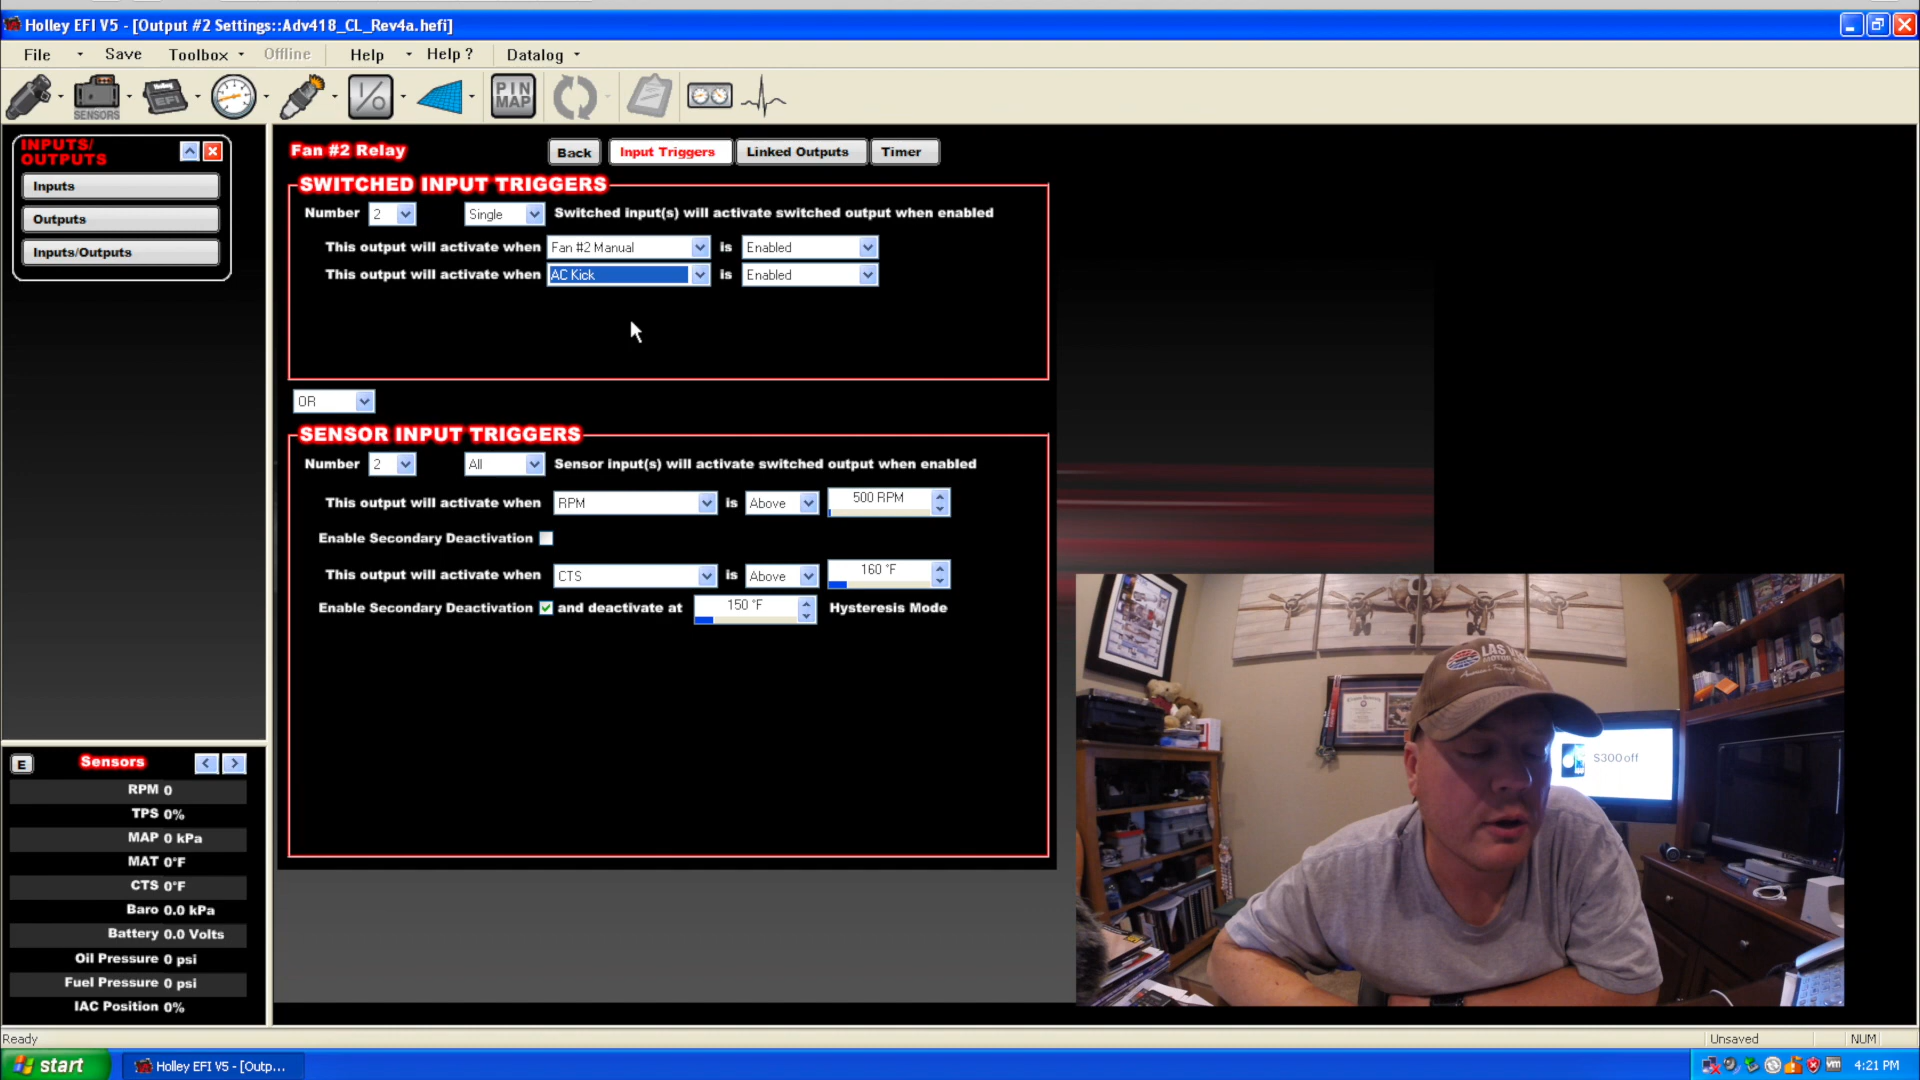 Holley EFI V5 - [Output #2 Settings::Adv418_CL_Rev4a.hefi]
File Save Toolbox Offline Help Help ? Datalog
SENSORS
Holley EFI
I/O
PIN MAP
INPUTS/
OUTPUTS
Inputs
Outputs
Inputs/Outputs
Fan #2 Relay
Back
Input Triggers
Linked Outputs
Timer
SWITCHED INPUT TRIGGERS
Number 2 Single Switched input(s) will activate switched output when enabled
This output will activate when Fan #2 Manual is Enabled
This output will activate when AC Kick is Enabled
OR
SENSOR INPUT TRIGGERS
Number 2 All Sensor input(s) will activate switched output when enabled
This output will activate when RPM is Above 500 RPM
Enable Secondary Deactivation
This output will activate when CTS is Above 160 °F
Enable Secondary Deactivation and deactivate at 150 °F Hysteresis Mode
E Sensors
RPM 0
TPS 0%
MAP 0 kPa
MAT 0°F
CTS 0°F
Baro 0.0 kPa
Battery 0.0 Volts
Oil Pressure 0 psi
Fuel Pressure 0 psi
IAC Position 0%
LAS
MOTOR
$300 off
Ready
Unsaved
NUM
start
Holley EFI V5 - [Outp...
4:21 PM